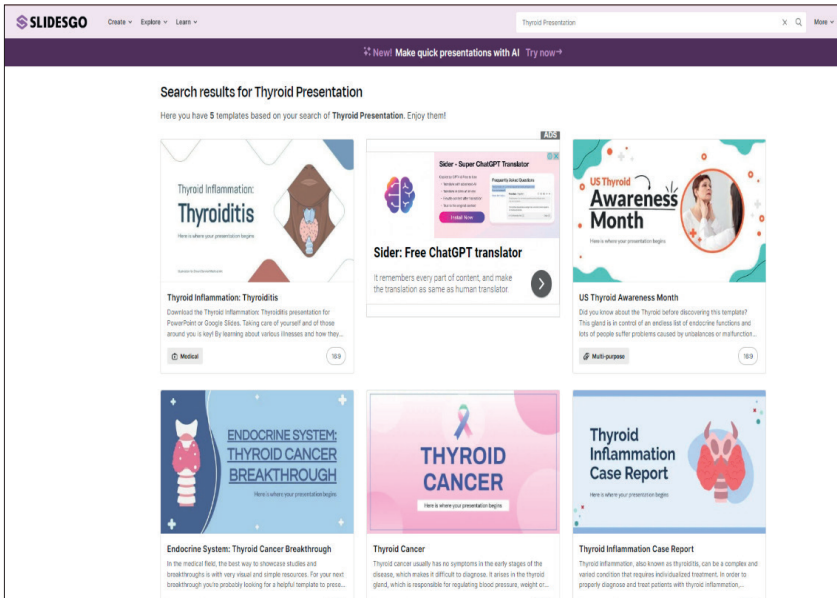 SLIDESGO
Create Explore Learn
Thyroid Presentation
X
More
New! Make quick presentations with AI Try now
Search results for Thyroid Presentation
Here you have 5 templates based on your search of Thyroid Presentation. Enjoy them!
Thyroid Inflammation:
Thyroiditis
Here is where your presentation begins
Thyroid Inflammation: Thyroiditis
Download the Thyroid Inflammation: Thyroiditis presentation for
PowerPoint or Google Slides. Taking care of yourself and of those
around you is key! By learning about various illnesses and how they...
Medical
16:9
ADS
Sider - Super ChatGPT Translator
Frequently Asked Questions
Install Now
Sider: Free ChatGPT translator
It remembers every part of content, and make
the translation as same as human translator
US Thyroid
Awareness
Month
Here is where your presentation begins
US Thyroid Awareness Month
Did you know about the Thyroid before discovering this template?
This gland is in control of an endless list of endocrine functions and
lots of people suffer problems caused by unbalances or malfunction...
Multi-purpose
16:9
ENDOCRINE SYSTEM:
THYROID CANCER
BREAKTHROUGH
Here is where your presentation begins
Endocrine System: Thyroid Cancer Breakthrough
In the medical field, the best way to showcase studies and
breakthroughs is with very visual and simple resources. For your next
breakthrough you're probably looking for a helpful template to prese...
THYROID
CANCER
Here is where your presentation begins
Thyroid Cancer
Thyroid cancer usually has no symptoms in the early stages of the
disease, which makes it difficult to diagnose. It arises in the thyroid
gland, which is responsible for regulating blood pressure, weight or...
Thyroid
Inflammation
Case Report
Here is where your presentation begins
Thyroid Inflammation Case Report
Thyroid inflammation, also known as thyroiditis, can be a complex and
varied condition that requires individualized treatment. In order to
properly diagnose and treat patients with thyroid inflammation,...